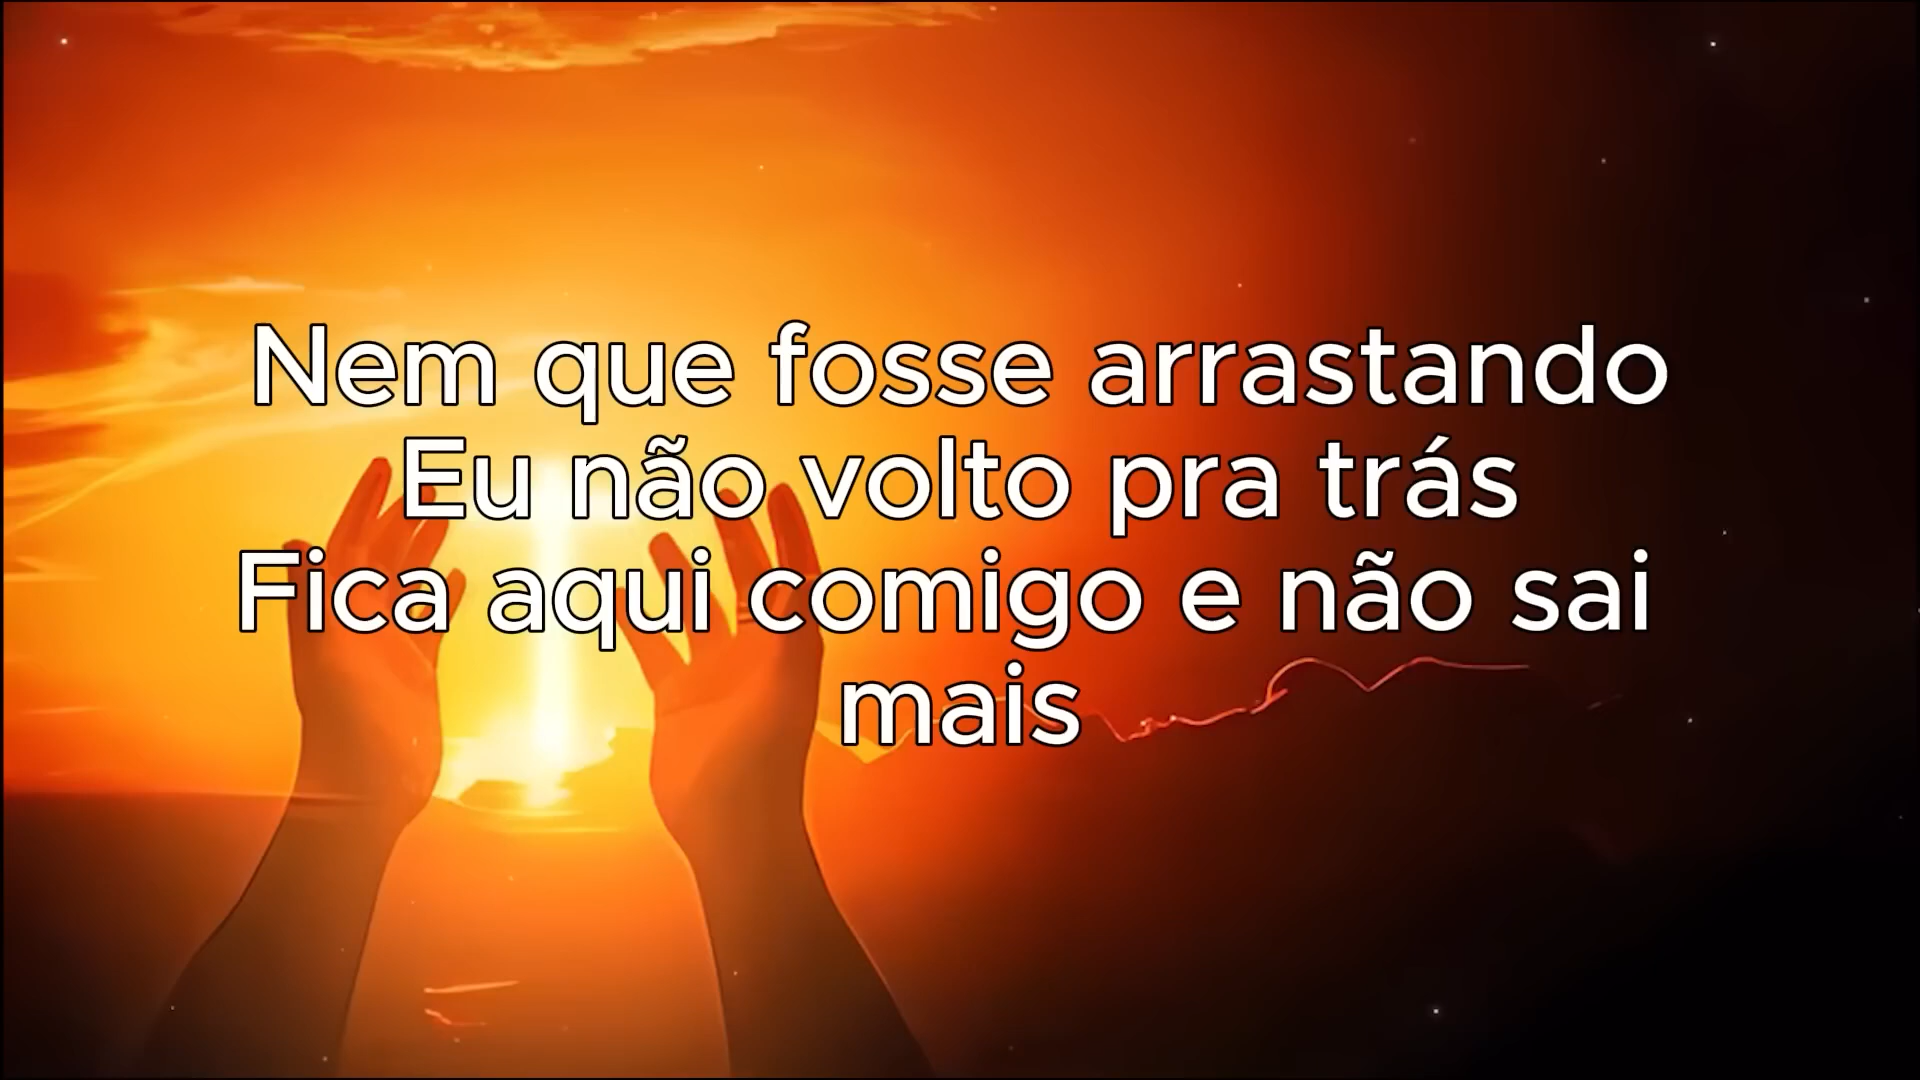 Nem que fosse arrastando
Eu não volto pra trás
Fica aqui comigo e não sai
mais